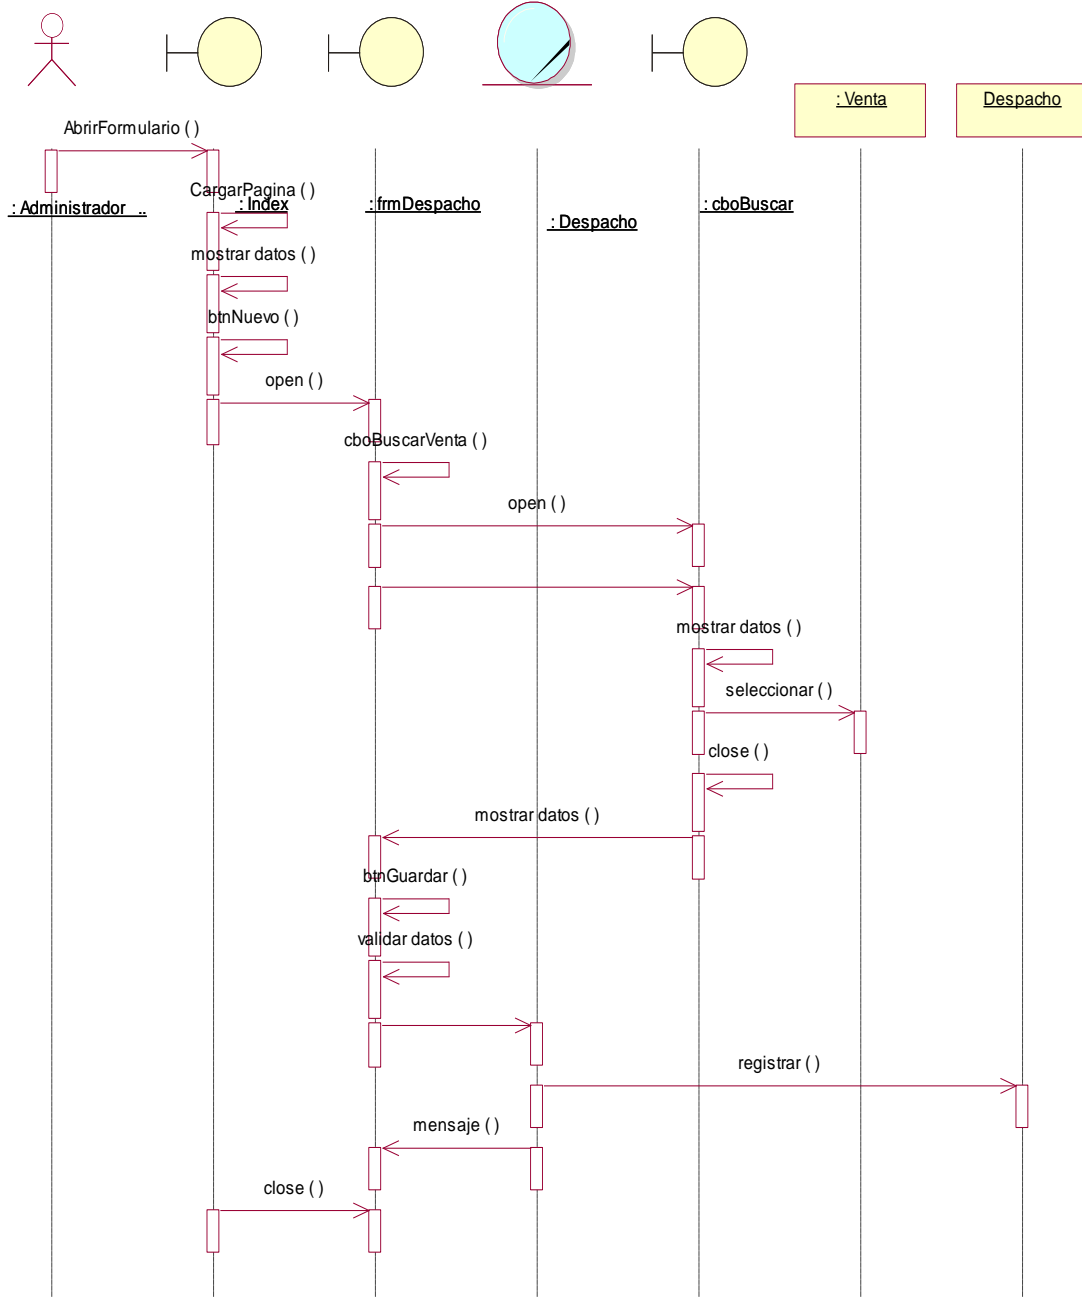 : Venta
Despacho
AbrirFormulario ( )
CargarPagina ( )
: Administrador ..
: Index
: frmDespacho
: Despacho
: cboBuscar
mostrar datos ( )
btnNuevo ( )
open ( )
cboBuscarVenta ( )
open ( )
mostrar datos ( )
seleccionar ( )
close ( )
mostrar datos ( )
btnGuardar ( )
validar datos ( )
registrar ( )
mensaje ( )
close ( )